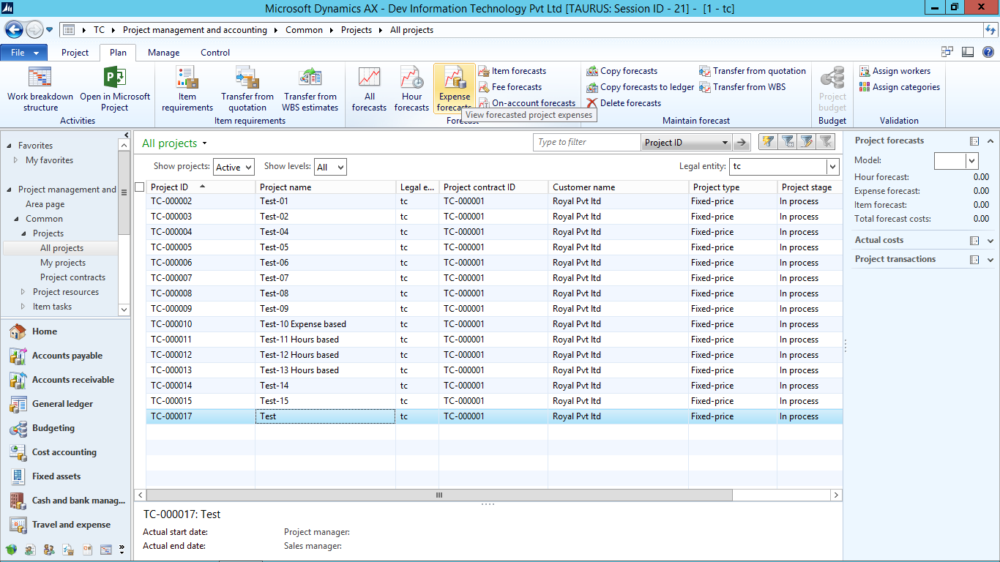 Microsoft Dynamics AX - Dev Information Technology Pvt Ltd [TAURUS: Session ID - 21] - [1 - tc]
TC Project management and accounting Common Projects All projects
File Project Plan Manage Control
Work breakdown structure
Open in Microsoft Project
Activities
Item requirements
Transfer from quotation
Transfer from WBS estimates
Item requirements
All forecasts
Hour forecasts
Expense forecasts
Item forecasts
Fee forecasts
On-account forecasts
Forecast
View forecasted project expenses
Copy forecasts
Copy forecasts to ledger
Delete forecasts
Transfer from quotation
Transfer from WBS
Maintain forecast
Project budget
Budget
Assign workers
Assign categories
Validation
Favorites
My favorites
Project management and
Area page
Common
Projects
All projects
My projects
Project contracts
Project resources
Item tasks
Home
Accounts payable
Accounts receivable
General ledger
Budgeting
Cost accounting
Fixed assets
Cash and bank manag...
Travel and expense
All projects
Type to filter Project ID
Show projects: Active Show levels: All Legal entity: tc
Project ID Project name Legal e... Project contract ID Customer name Project type Project stage
TC-000002 Test-01 tc TC-000001 Royal Pvt ltd Fixed-price In process
TC-000003 Test-02 tc TC-000001 Royal Pvt ltd Fixed-price In process
TC-000004 Test-04 tc TC-000001 Royal Pvt ltd Fixed-price In process
TC-000005 Test-05 tc TC-000001 Royal Pvt ltd Fixed-price In process
TC-000006 Test-06 tc TC-000001 Royal Pvt ltd Fixed-price In process
TC-000007 Test-07 tc TC-000001 Royal Pvt ltd Fixed-price In process
TC-000008 Test-08 tc TC-000001 Royal Pvt ltd Fixed-price In process
TC-000009 Test-09 tc TC-000001 Royal Pvt ltd Fixed-price In process
TC-000010 Test-10 Expense based tc TC-000001 Royal Pvt ltd Fixed-price In process
TC-000011 Test-11 Hours based tc TC-000001 Royal Pvt ltd Fixed-price In process
TC-000012 Test-12 Hours based tc TC-000001 Royal Pvt ltd Fixed-price In process
TC-000013 Test-13 Hours based tc TC-000001 Royal Pvt ltd Fixed-price In process
TC-000014 Test-14 tc TC-000001 Royal Pvt ltd Fixed-price In process
TC-000015 Test-15 tc TC-000001 Royal Pvt ltd Fixed-price In process
TC-000017 Test tc TC-000001 Royal Pvt ltd Fixed-price In process
TC-000017: Test
Actual start date: Project manager:
Actual end date: Sales manager:
Project forecasts
Model:
Hour forecast: 0.00
Expense forecast: 0.00
Item forecast: 0.00
Total forecast costs: 0.00
Actual costs
Project transactions